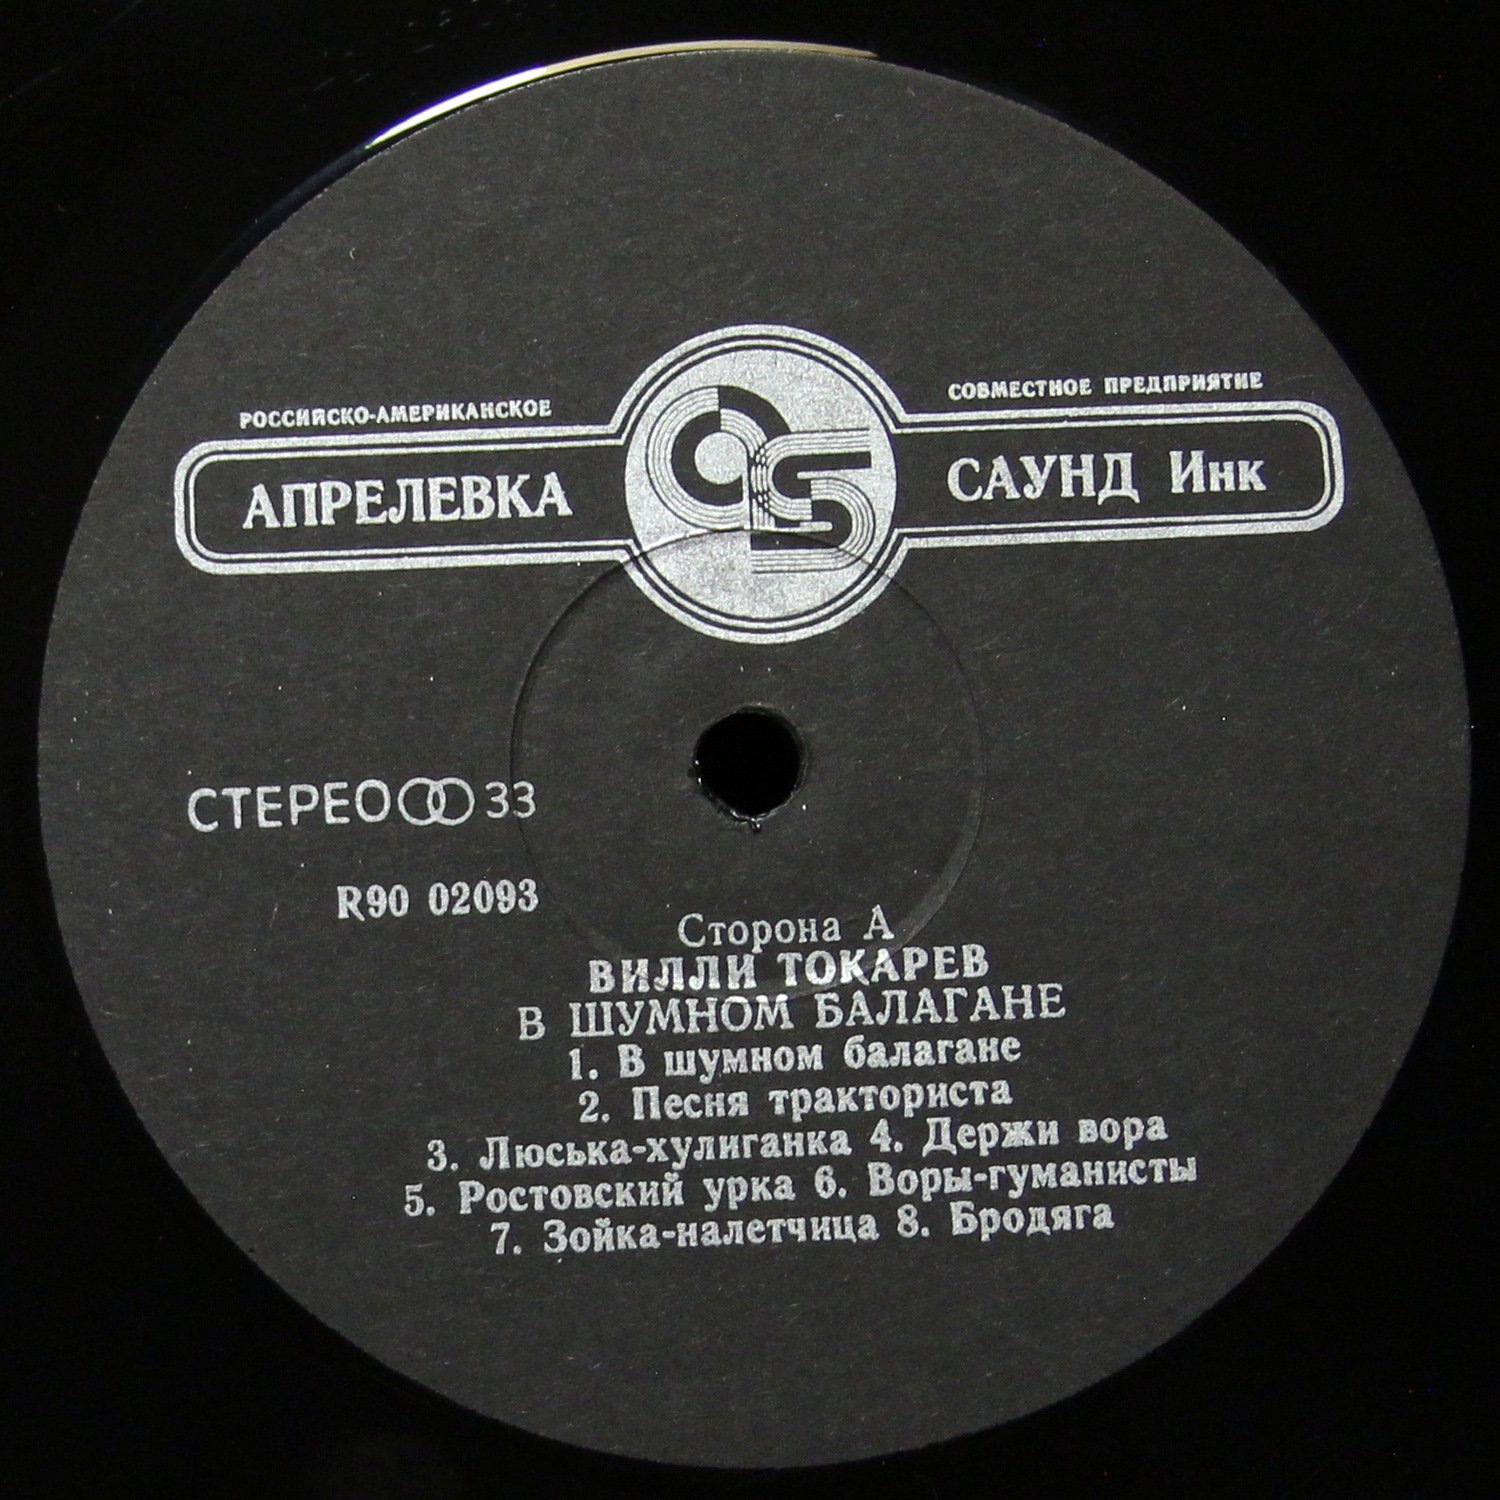 РОССИЙСКО-АМЕРИКАНСКОЕ
СОВМЕСТНОЕ ПРЕДПРИЯТИЕ
АПРЕЛЕВКА
САУНД Инк
СТЕРЕО 33
R90 02093
Сторона А
ВИЛЛИ ТОКАРЕВ
В ШУМНОМ БАЛАГАНЕ
1. В шумном балагане
2. Песня тракториста
3. Люська-хулиганка 4. Держи вора
5. Ростовский урка 6. Воры-гуманисты
7. Зойка-налетчица 8. Бродяга